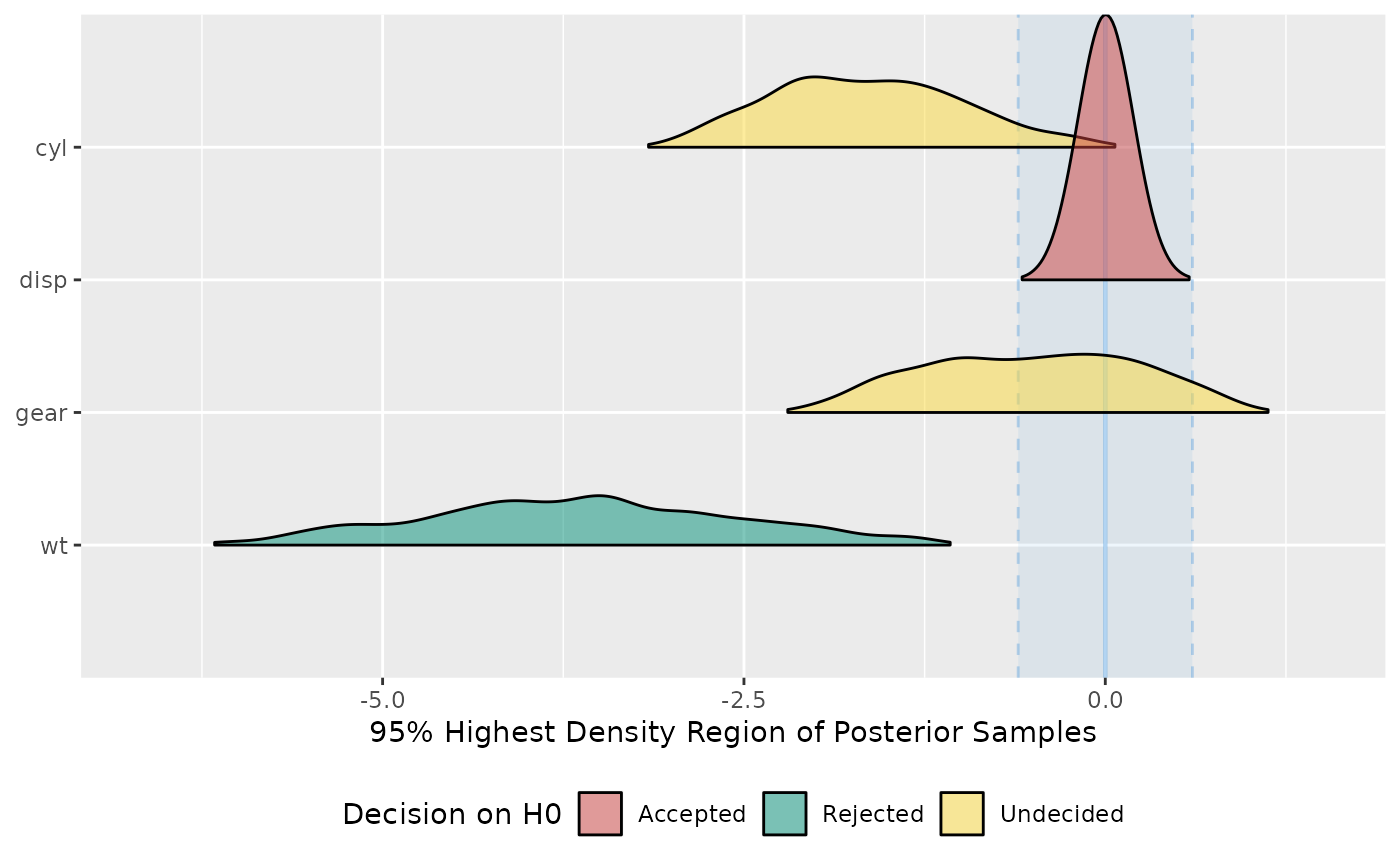 cyl
disp
gear
wt
-5.0 -2.5 0.0
95% Highest Density Region of Posterior Samples
Decision on H0 Accepted Rejected Undecided